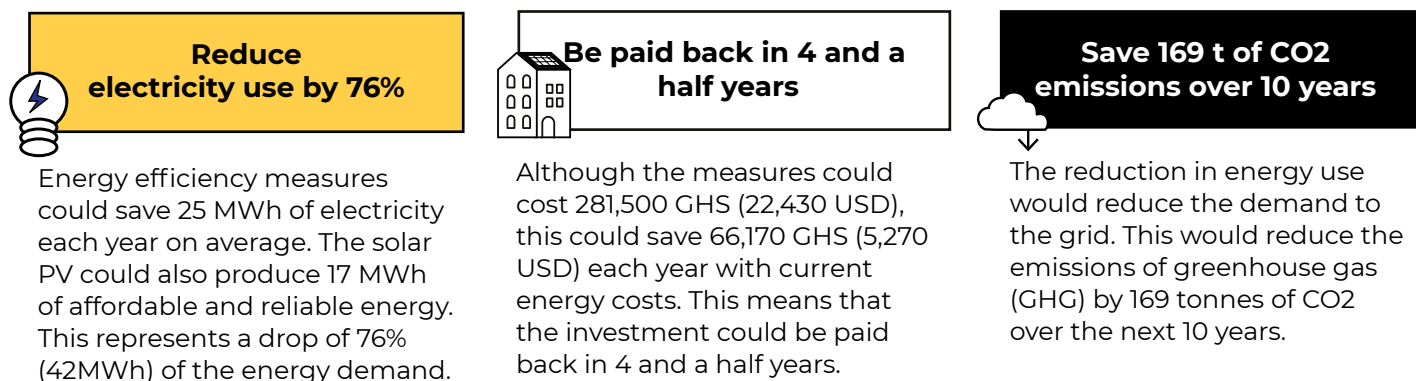 Reduce
electricity use by 76%
Energy efficiency measures
could save 25 MWh of electricity
each year on average. The solar
PV could also produce 17 MWh
of affordable and reliable energy.
This represents a drop of 76%
(42MWh) of the energy demand.
Be paid back in 4 and a
half years
Although the measures could
cost 281,500 GHS (22,430 USD),
this could save 66,170 GHS (5,270
USD) each year with current
energy costs. This means that
the investment could be paid
back in 4 and a half years.
Save 169 t of CO2
emissions over 10 years
The reduction in energy use
would reduce the demand to
the grid. This would reduce the
emissions of greenhouse gas
(GHG) by 169 tonnes of CO2
over the next 10 years.